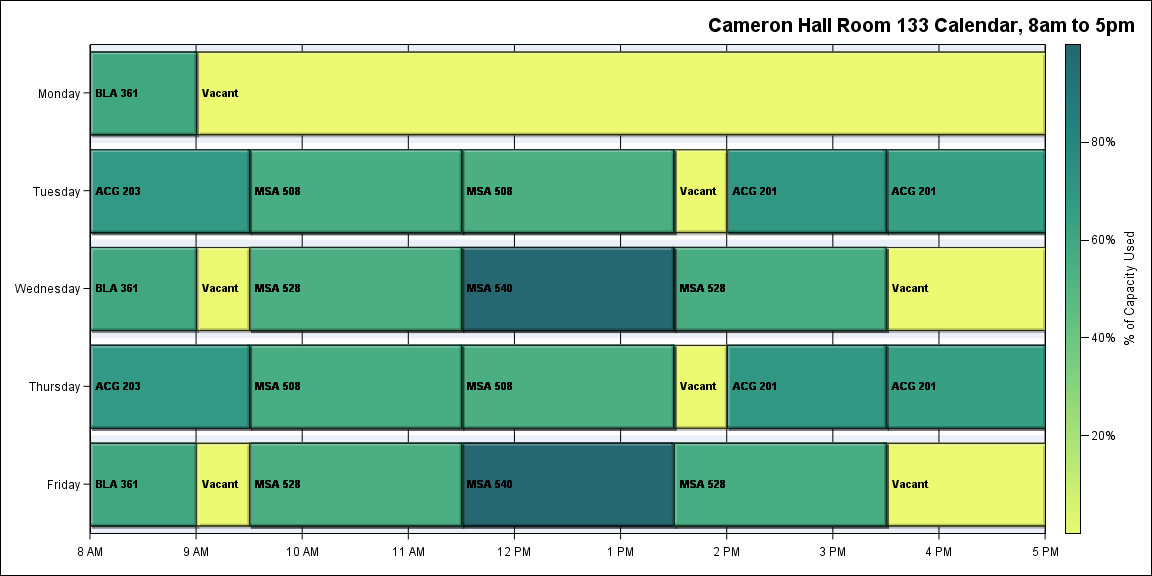 Cameron Hall Room 133 Calendar, 8am to 5pm
Monday
BLA 361
Vacant
Tuesday
ACG 203
MSA 508
MSA 508
Vacant
ACG 201
ACG 201
Wednesday
BLA 361
Vacant
MSA 528
MSA 540
MSA 528
Vacant
Thursday
ACG 203
MSA 508
MSA 508
Vacant
ACG 201
ACG 201
Friday
BLA 361
Vacant
MSA 528
MSA 540
MSA 528
Vacant
8 AM
9 AM
10 AM
11 AM
12 PM
1 PM
2 PM
3 PM
4 PM
5 PM
80%
60%
40%
20%
% of Capacity Used